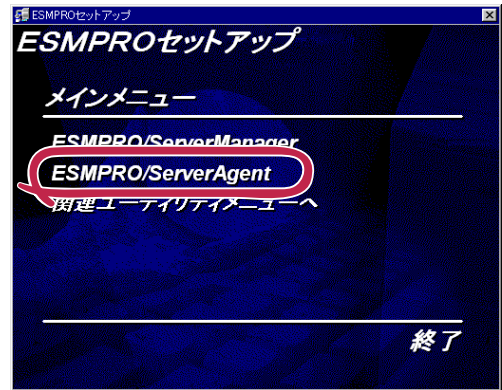 ESMPROセットアップ
ESMPROセットアップ
メインメニュー
ESMPRO/ServerManager
ESMPRO/ServerAgent
関連ユーティリティメニューへ
終了